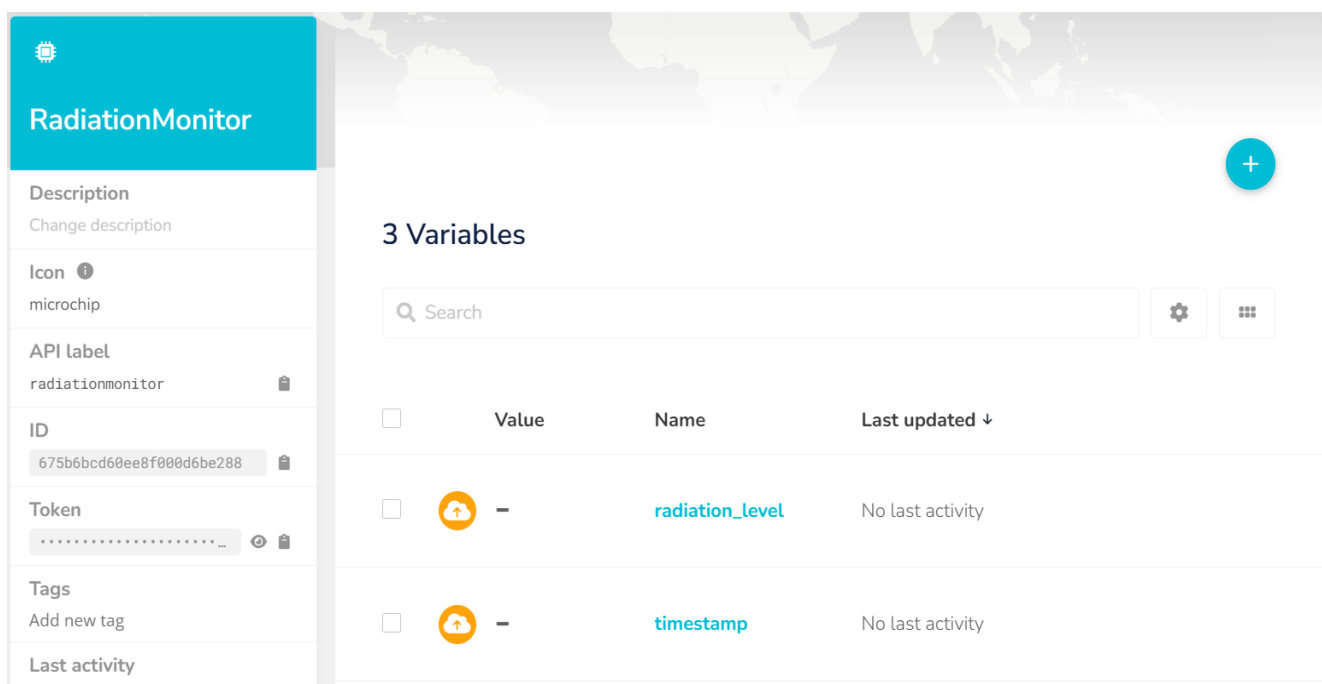 RadiationMonitor
Description
Change description
Icon
microchip
API label
radiationmonitor
ID
675b6bcd60ee8f000d6be288
Token
Tags
Add new tag
Last activity
3 Variables
Search
Value Name Last updated ↓
– radiation_level No last activity
– timestamp No last activity